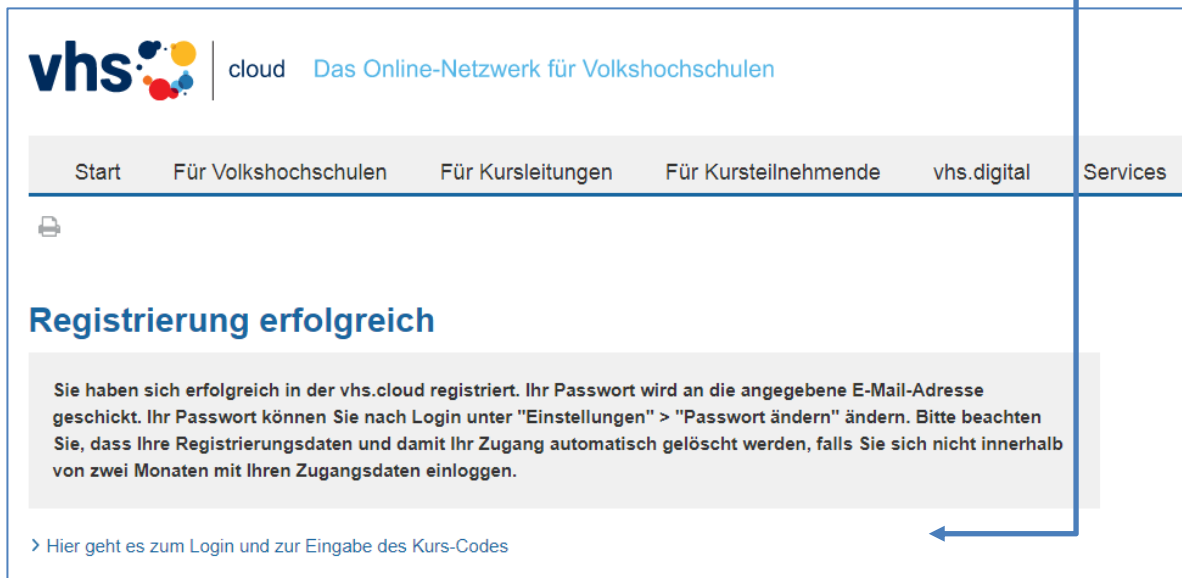 vhs cloud Das Online-Netzwerk für Volkshochschulen
Start Für Volkshochschulen Für Kursleitungen Für Kursteilnehmende vhs.digital Services
Registrierung erfolgreich
Sie haben sich erfolgreich in der vhs.cloud registriert. Ihr Passwort wird an die angegebene E-Mail-Adresse
geschickt. Ihr Passwort können Sie nach Login unter "Einstellungen" > "Passwort ändern" ändern. Bitte beachten
Sie, dass Ihre Registrierungsdaten und damit Ihr Zugang automatisch gelöscht werden, falls Sie sich nicht innerhalb
von zwei Monaten mit Ihren Zugangsdaten einloggen.
> Hier geht es zum Login und zur Eingabe des Kurs-Codes